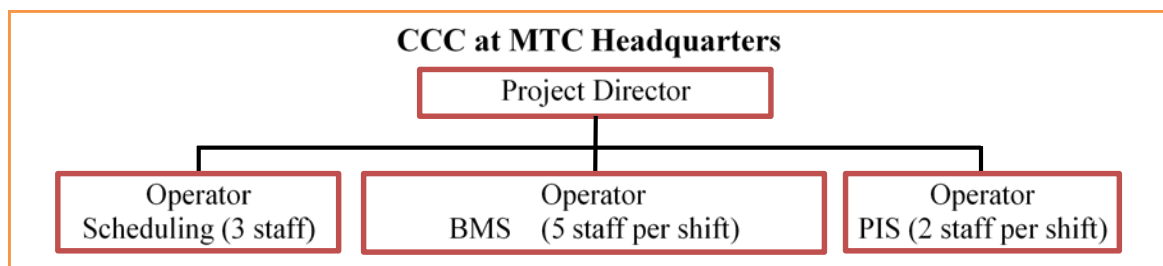 CCC at MTC Headquarters
Project Director
Operator
Scheduling (3 staff)
Operator
BMS (5 staff per shift)
Operator
PIS (2 staff per shift)